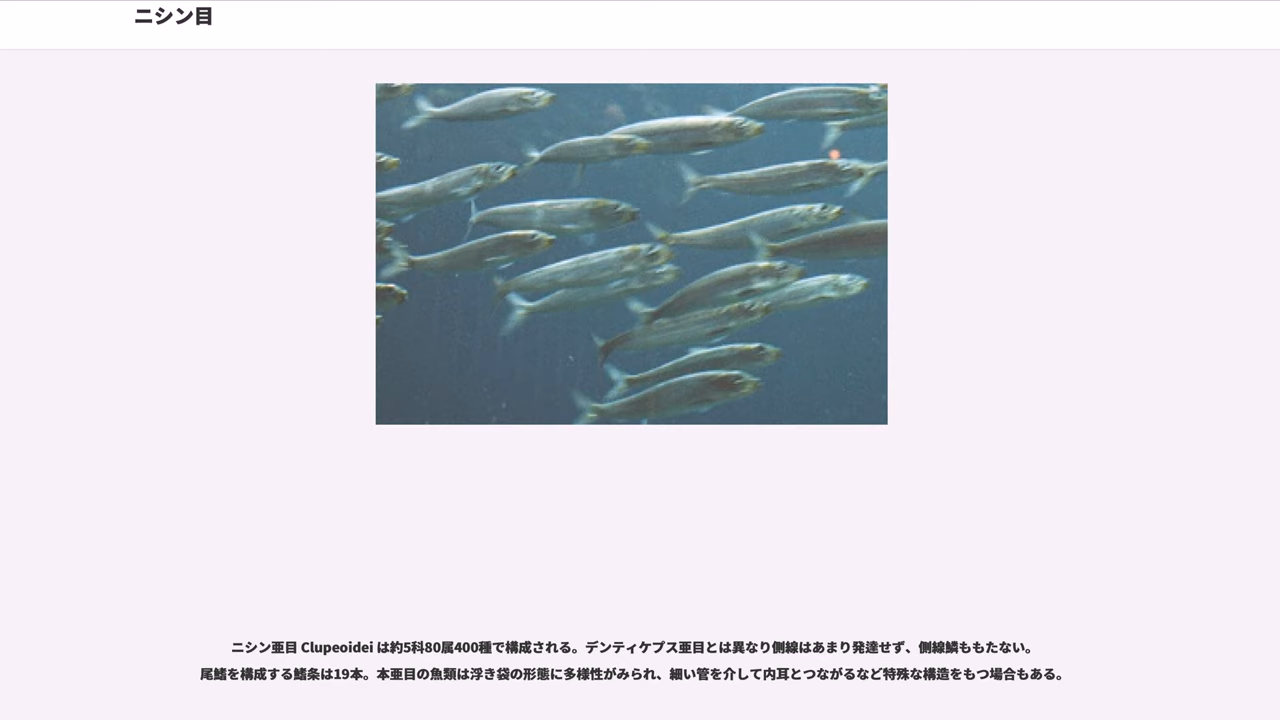 ニシン目
ニシン亜目 Clupeoidei は約5科80属400種で構成される。デンティケプス亜目とは異なり側線はあまり発達せず、側線鱗ももたない。
尾鰭を構成する鰭条は19本。本亜目の魚類は浮き袋の形態に多様性がみられ、細い管を介して内耳とつながるなど特殊な構造をもつ場合もある。